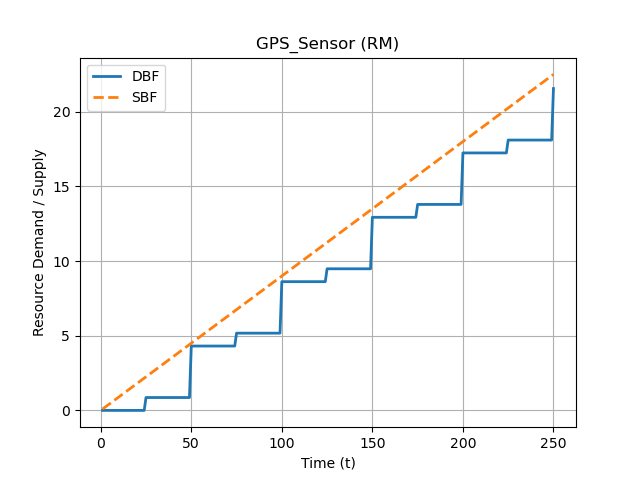 GPS_Sensor (RM)
DBF
SBF
Resource Demand / Supply
20
15
10
5
0
0 50 100 150 200 250
Time (t)